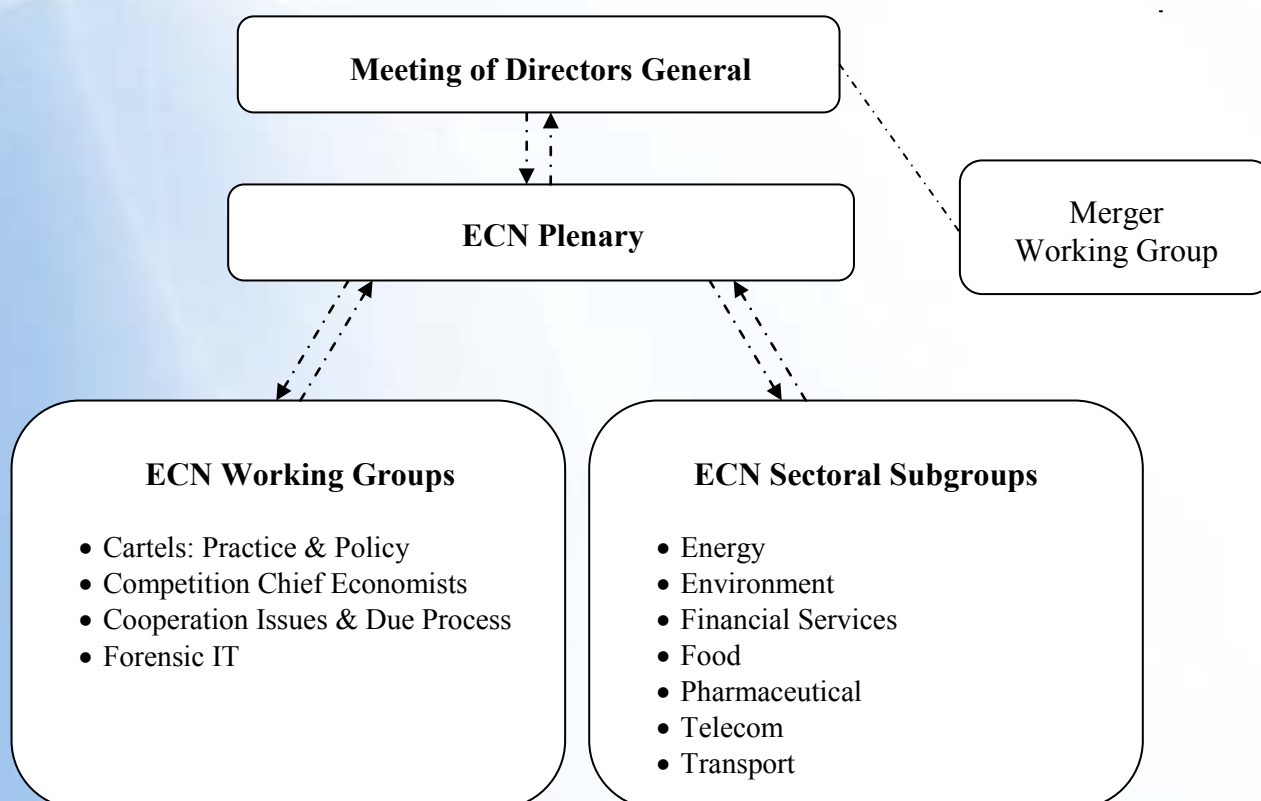 Meeting of Directors General
ECN Plenary
Merger
Working Group
ECN Working Groups
• Cartels: Practice & Policy
• Competition Chief Economists
• Cooperation Issues & Due Process
• Forensic IT
ECN Sectoral Subgroups
• Energy
• Environment
• Financial Services
• Food
• Pharmaceutical
• Telecom
• Transport